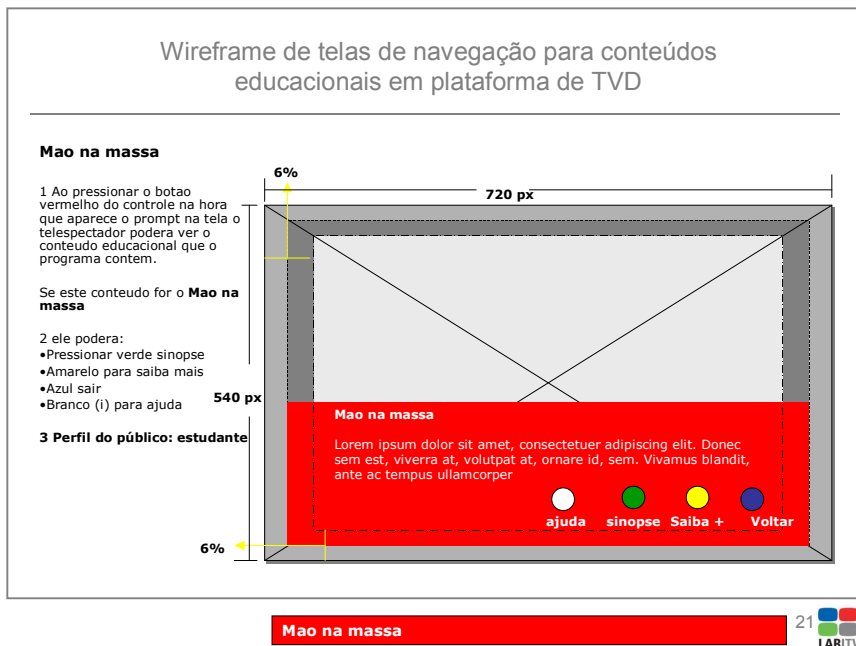 Wireframe de telas de navegação para conteúdos
educacionais em plataforma de TVD
Mao na massa
1 Ao pressionar o botao
vermelho do controle na hora
que aparece o prompt na tela o
telespectador podera ver o
conteudo educacional que o
programa contem.
Se este conteudo for o Mao na
massa
2 ele podera:
•Pressionar verde sinopse
•Amarelo para saiba mais
•Azul sair
•Branco (i) para ajuda
3 Perfil do público: estudante
6%
720 px
540 px
Mao na massa
Lorem ipsum dolor sit amet, consectetuer adipiscing elit. Donec
sem est, viverra at, volutpat at, ornare id, sem. Vivamus blandit,
ante ac tempus ullamcorper
ajuda sinopse Saiba + Voltar
6%
Mao na massa
21
LABITV